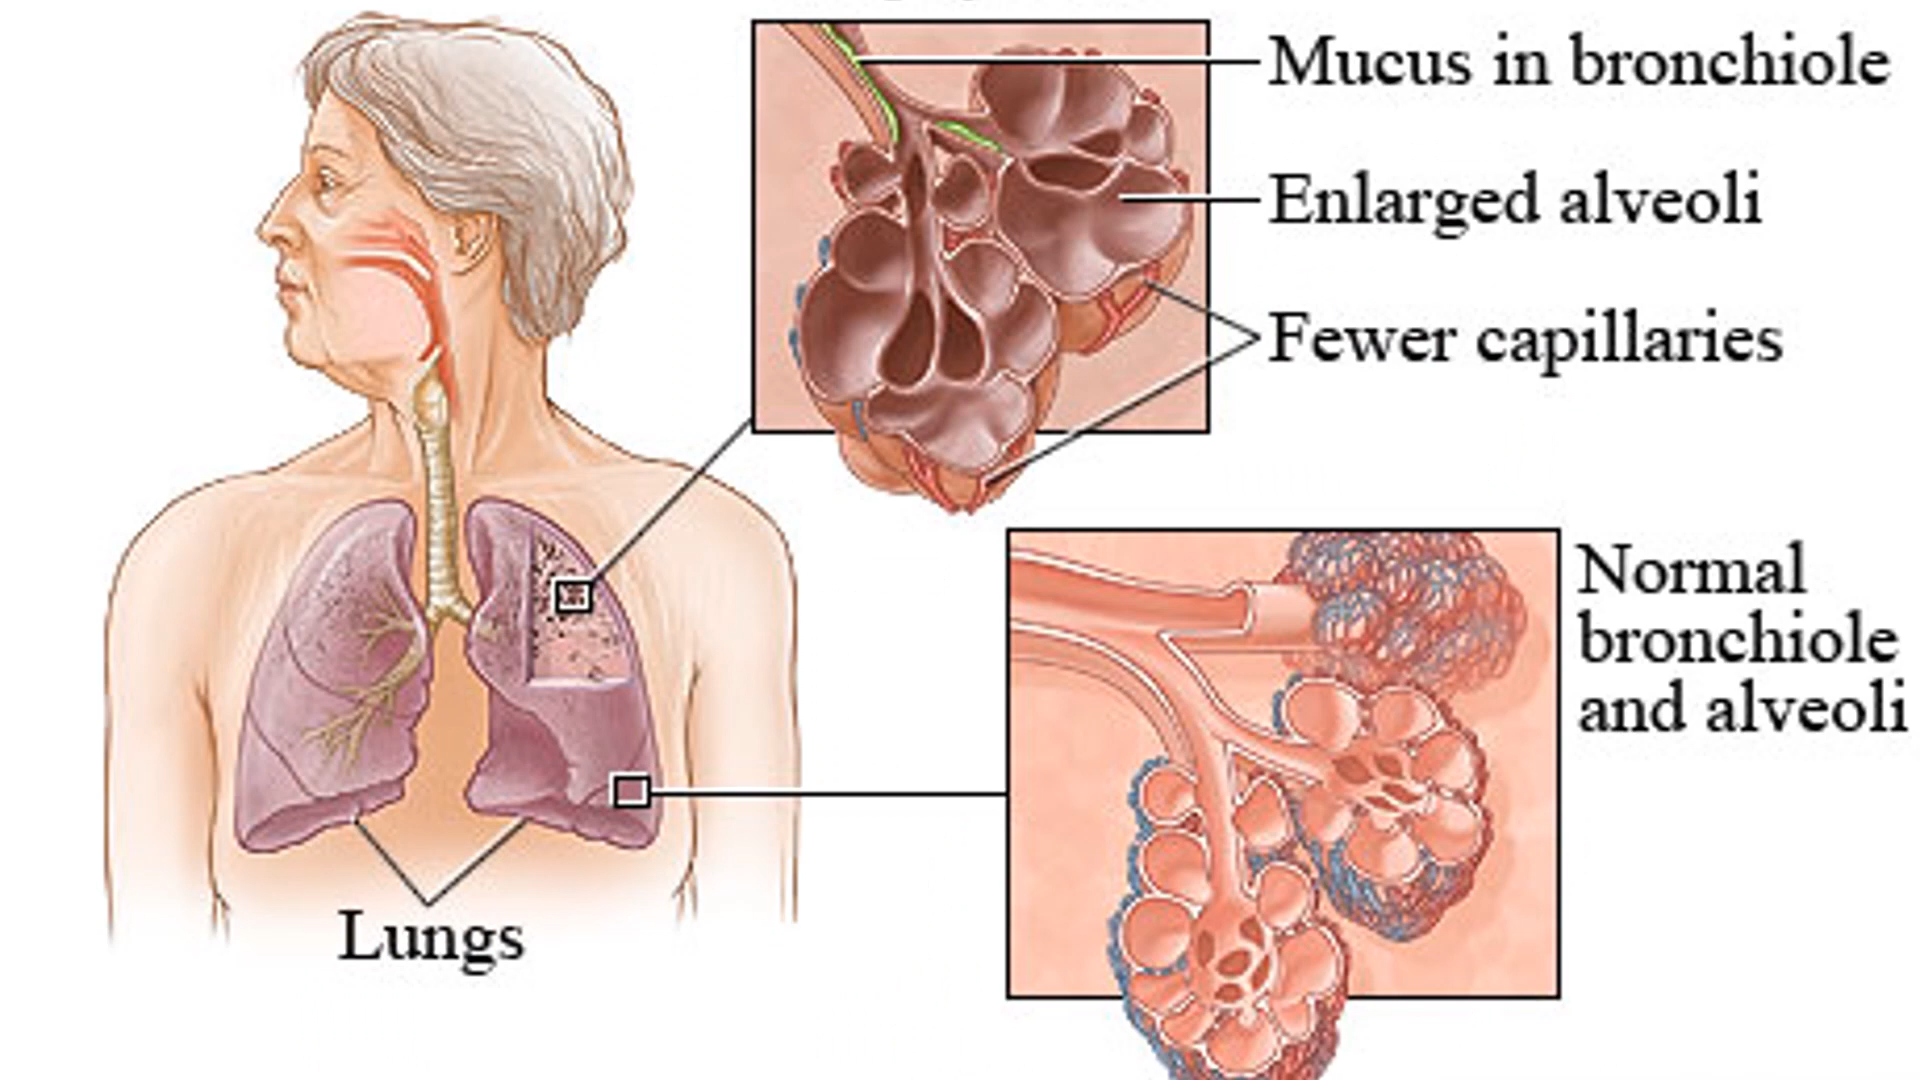 Mucus in bronchiole
Enlarged alveoli
Fewer capillaries
Normal
bronchiole
and alveoli
Lungs